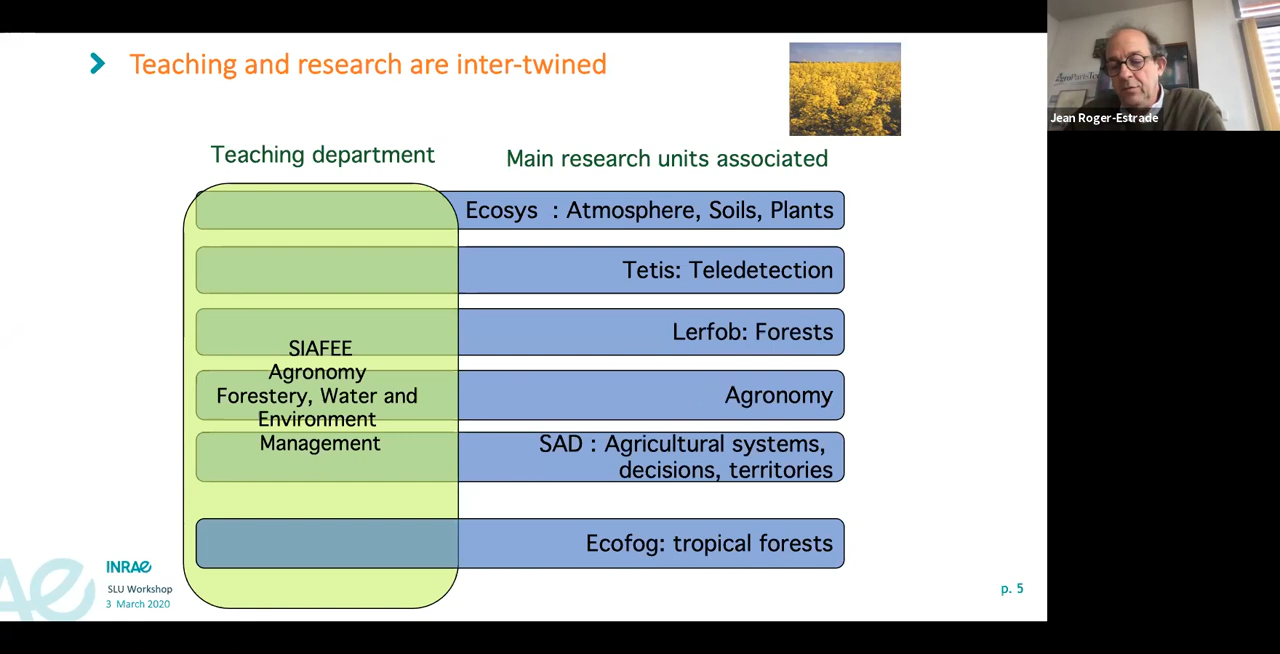 Teaching and research are inter-twined
AgroParisTec
Jean Roger-Estrade
Teaching department
Main research units associated
Ecosys : Atmosphere, Soils, Plants
Tetis: Teledetection
Lerfob: Forests
SIAFEE
Agronomy
Forestery, Water and
Environment
Management
Agronomy
SAD : Agricultural systems,
decisions, territories
Ecofog: tropical forests
INRAE
SLU Workshop
3 March 2020
p. 5